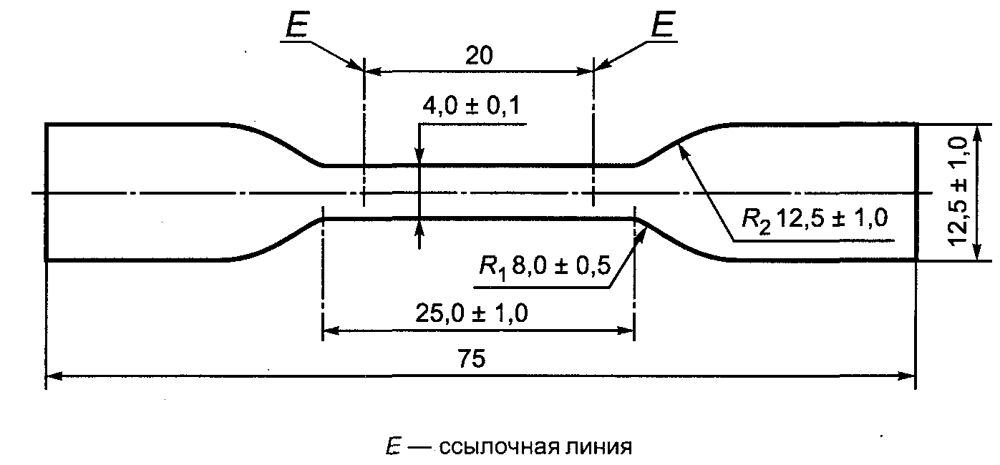 E E
20
4,0 ± 0,1
12,5 ± 1,0
R2 12,5 ± 1,0
R1 8,0 ± 0,5
25,0 ± 1,0
75
E — ссылочная линия